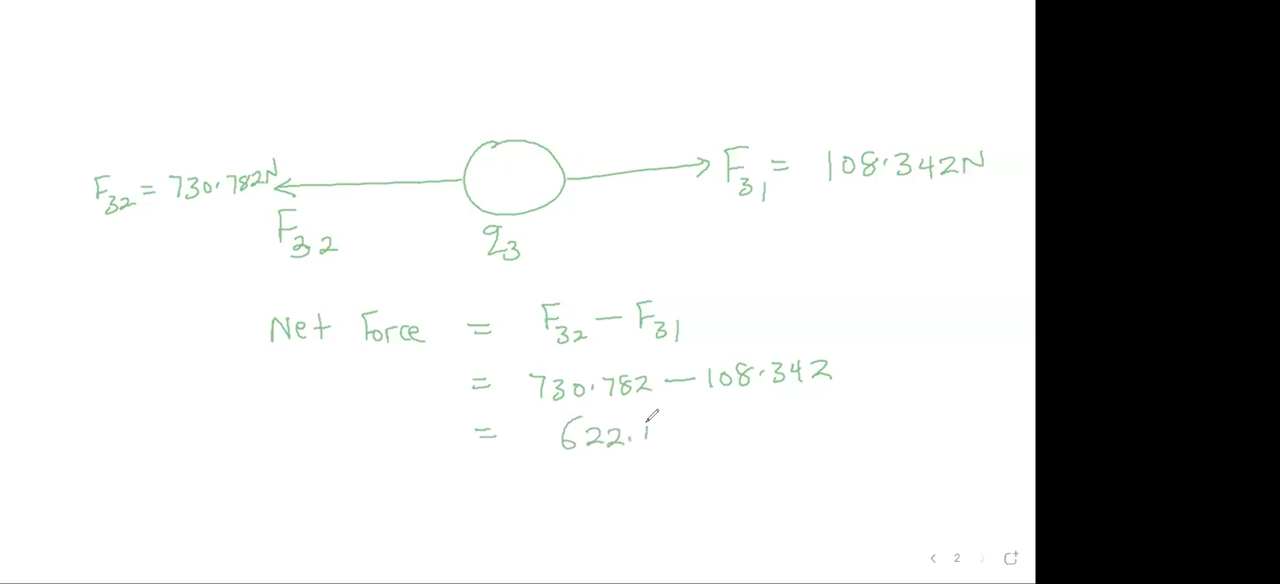 F32 = 730.782N
F31 = 108.342N
F32
q3
Net Force = F32 − F31
= 730.782 − 108.342
= 622.
2